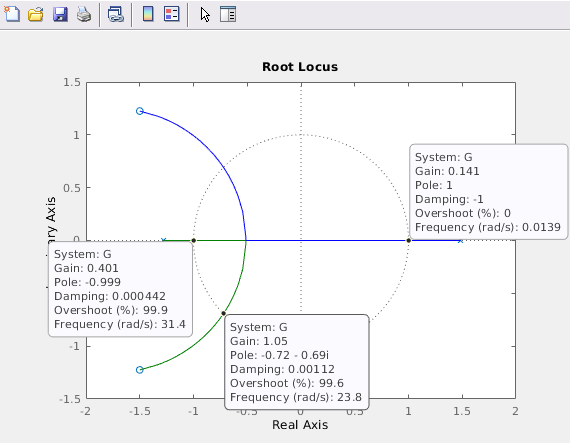 Root Locus
1.5
1
0.5
0
-1
-1.5
-2
-1.5
-1
-0.5
0
0.5
1
1.5
2
Real Axis
System: G
Gain: 0.141
Pole: 1
Damping: -1
Overshoot (%): 0
Frequency (rad/s): 0.0139
System: G
Gain: 0.401
Pole: -0.999
Damping: 0.000442
Overshoot (%): 99.9
Frequency (rad/s): 31.4
System: G
Gain: 1.05
Pole: -0.72 - 0.69i
Damping: 0.00112
Overshoot (%): 99.6
Frequency (rad/s): 23.8